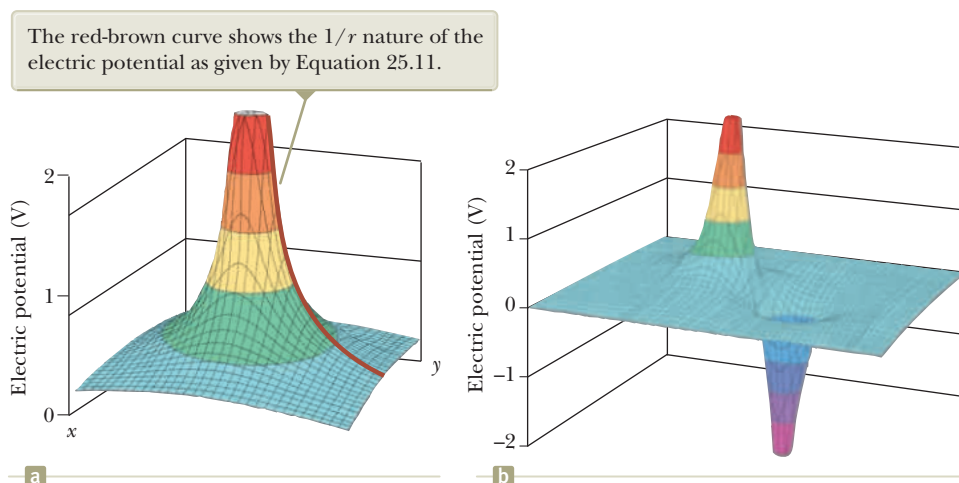 The red-brown curve shows the 1/r nature of the
electric potential as given by Equation 25.11.
2
1
0
Electric potential (V)
x
y
a
2
1
0
−1
−2
Electric potential (V)
b